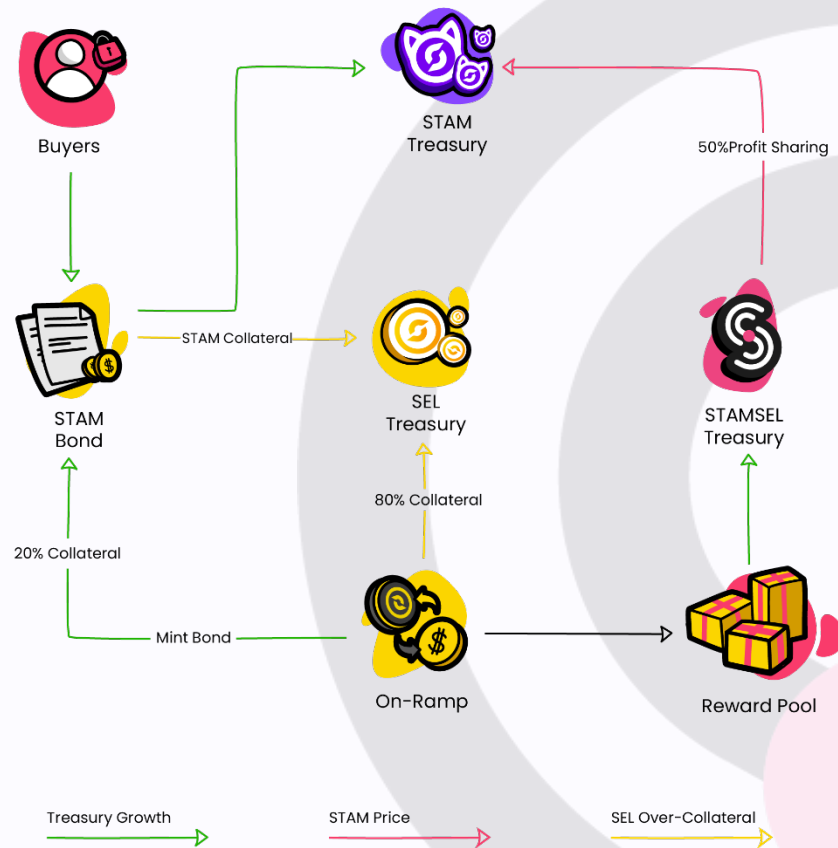 STAM
Treasury
Buyers
50%Profit Sharing
STAM Collateral
STAM
Bond
SEL
Treasury
STAMSEL
Treasury
80% Collateral
20% Collateral
Mint Bond
On-Ramp
Reward Pool
Treasury Growth
STAM Price
SEL Over-Collateral